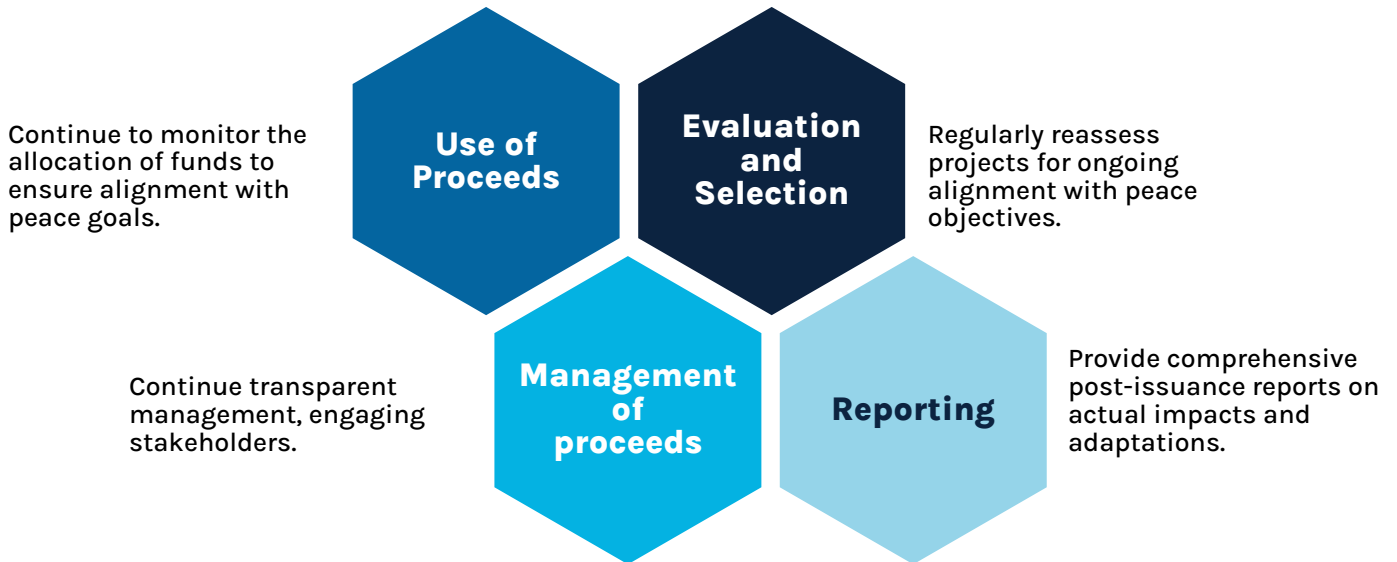 Continue to monitor the
allocation of funds to
ensure alignment with
peace goals.
Use of
Proceeds
Evaluation
and
Selection
Regularly reassess
projects for ongoing
alignment with peace
objectives.
Continue transparent
management, engaging
stakeholders.
Management
of
proceeds
Reporting
Provide comprehensive
post-issuance reports on
actual impacts and
adaptations.